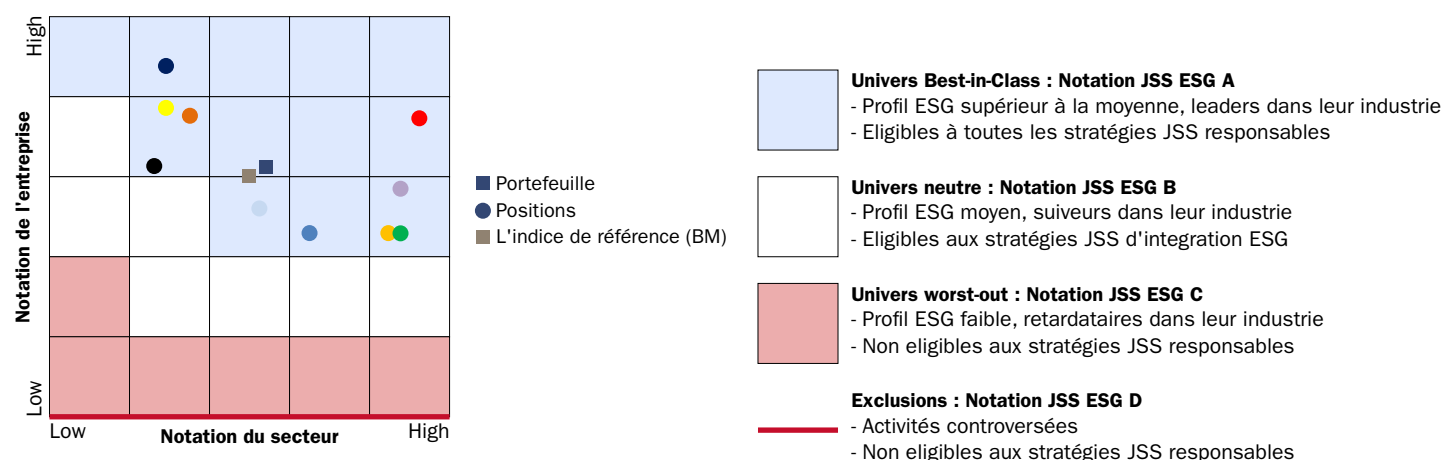 High
Notation de l'entreprise
Low
Low
Notation du secteur
High
Portefeuille
Positions
L'indice de référence (BM)
Univers Best-in-Class : Notation JSS ESG A
- Profil ESG supérieur à la moyenne, leaders dans leur industrie
- Eligibles à toutes les stratégies JSS responsables
Univers neutre : Notation JSS ESG B
- Profil ESG moyen, suiveurs dans leur industrie
- Eligibles aux stratégies JSS d'integration ESG
Univers worst-out : Notation JSS ESG C
- Profil ESG faible, retardataires dans leur industrie
- Non eligibles aux stratégies JSS responsables
Exclusions : Notation JSS ESG D
- Activités controversées
- Non eligibles aux stratégies JSS responsables